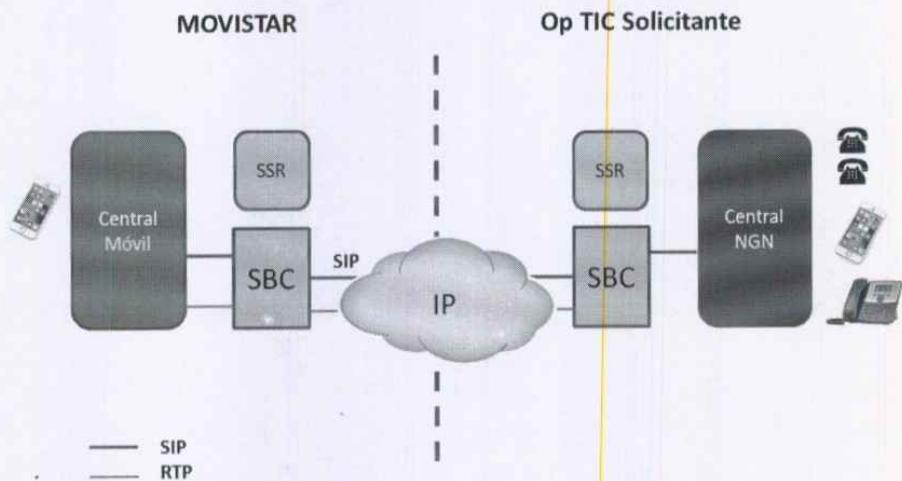 MOVISTAR
Op TIC Solicitante
SSR
SSR
Central
Móvil
Central
NGN
SBC
SIP
IP
SBC
SIP
RTP